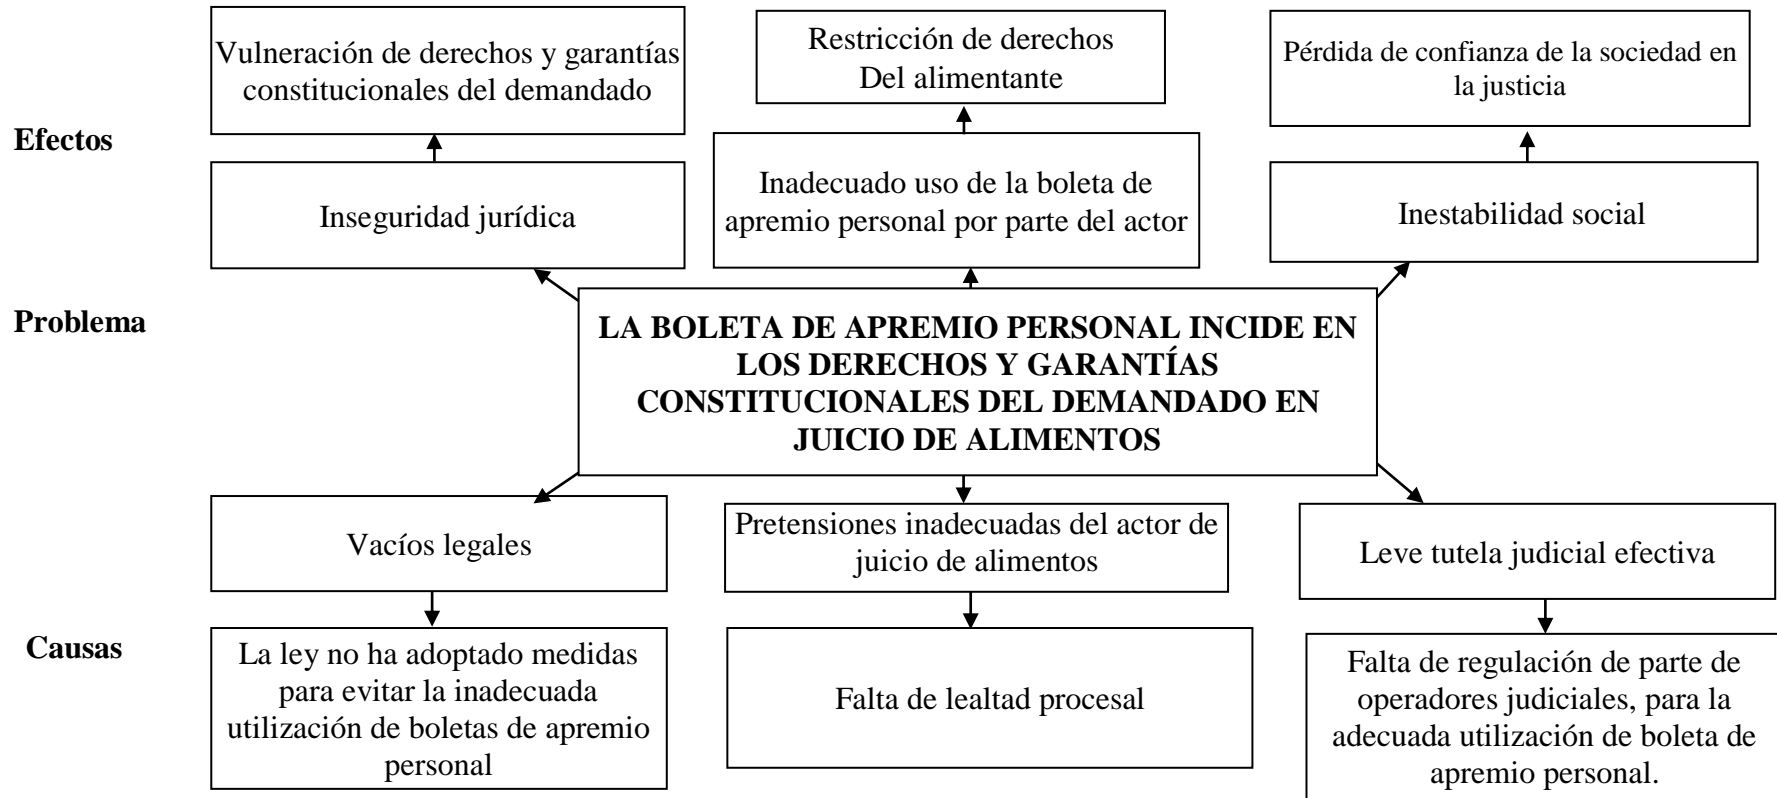 Vulneración de derechos y garantías
constitucionales del demandado
Restricción de derechos
Del alimentante
Pérdida de confianza de la sociedad en
la justicia
Efectos
Inseguridad jurídica
Inadecuado uso de la boleta de
apremio personal por parte del actor
Inestabilidad social
Problema
LA BOLETA DE APREMIO PERSONAL INCIDE EN
LOS DERECHOS Y GARANTÍAS
CONSTITUCIONALES DEL DEMANDADO EN
JUICIO DE ALIMENTOS
Vacíos legales
Pretensiones inadecuadas del actor de
juicio de alimentos
Leve tutela judicial efectiva
Causas
La ley no ha adoptado medidas
para evitar la inadecuada
utilización de boletas de apremio
personal
Falta de lealtad procesal
Falta de regulación de parte de
operadores judiciales, para la
adecuada utilización de boleta de
apremio personal.